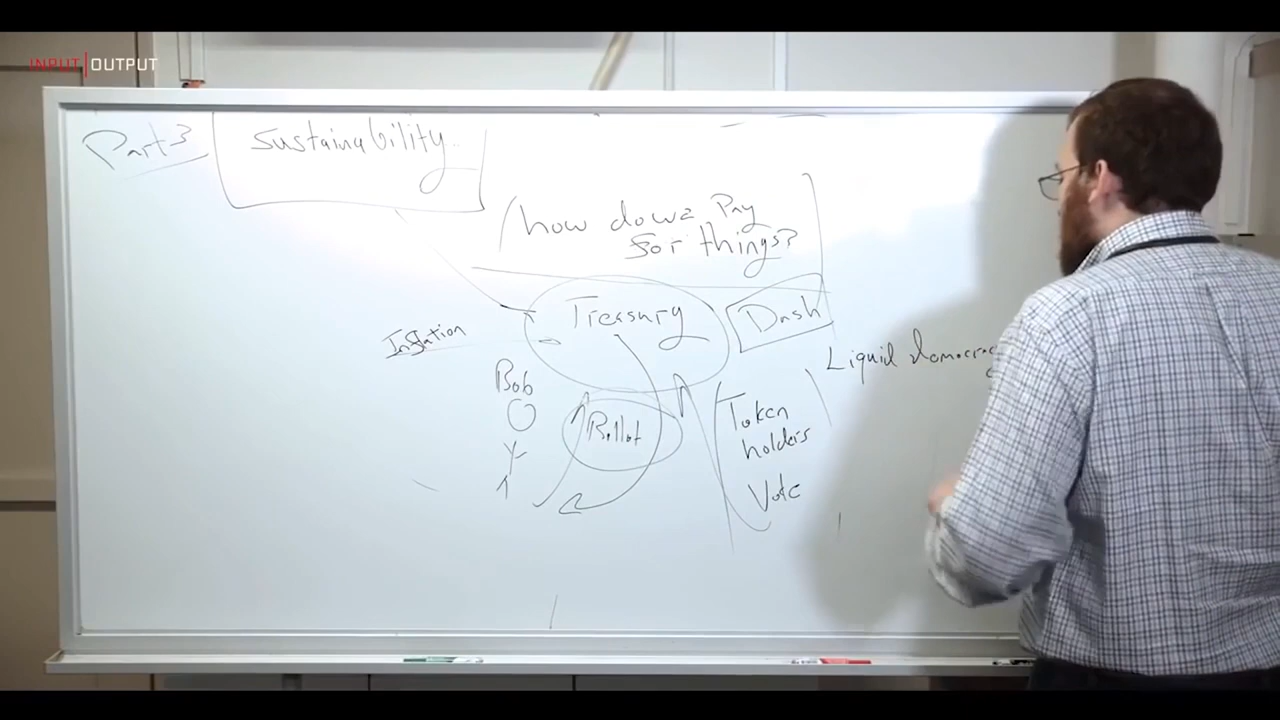 INPUT|OUTPUT
Part 3
Sustainability
how do we Pay
for things?
Treasury
Dash
Inflation
Liquid democracy
Bob
Ballot
Token
holders
Vote